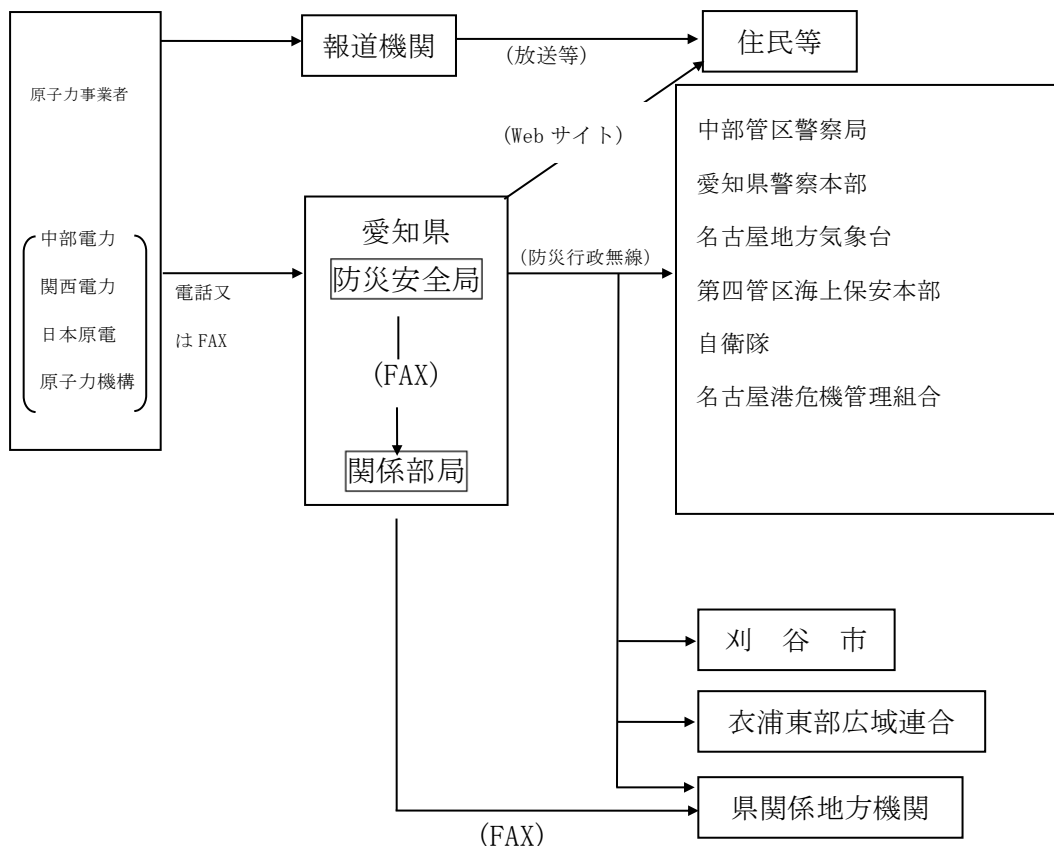 原子力事業者
中部電力
関西電力
日本原電
原子力機構
電話又
は FAX
報道機関
(放送等)
住民等
(Web サイト)
愛知県
防災安全局
(FAX)
関係部局
(防災行政無線)
中部管区警察局
愛知県警察本部
名古屋地方気象台
第四管区海上保安本部
自衛隊
名古屋港危機管理組合
刈 谷 市
衣浦東部広域連合
県関係地方機関
(FAX)